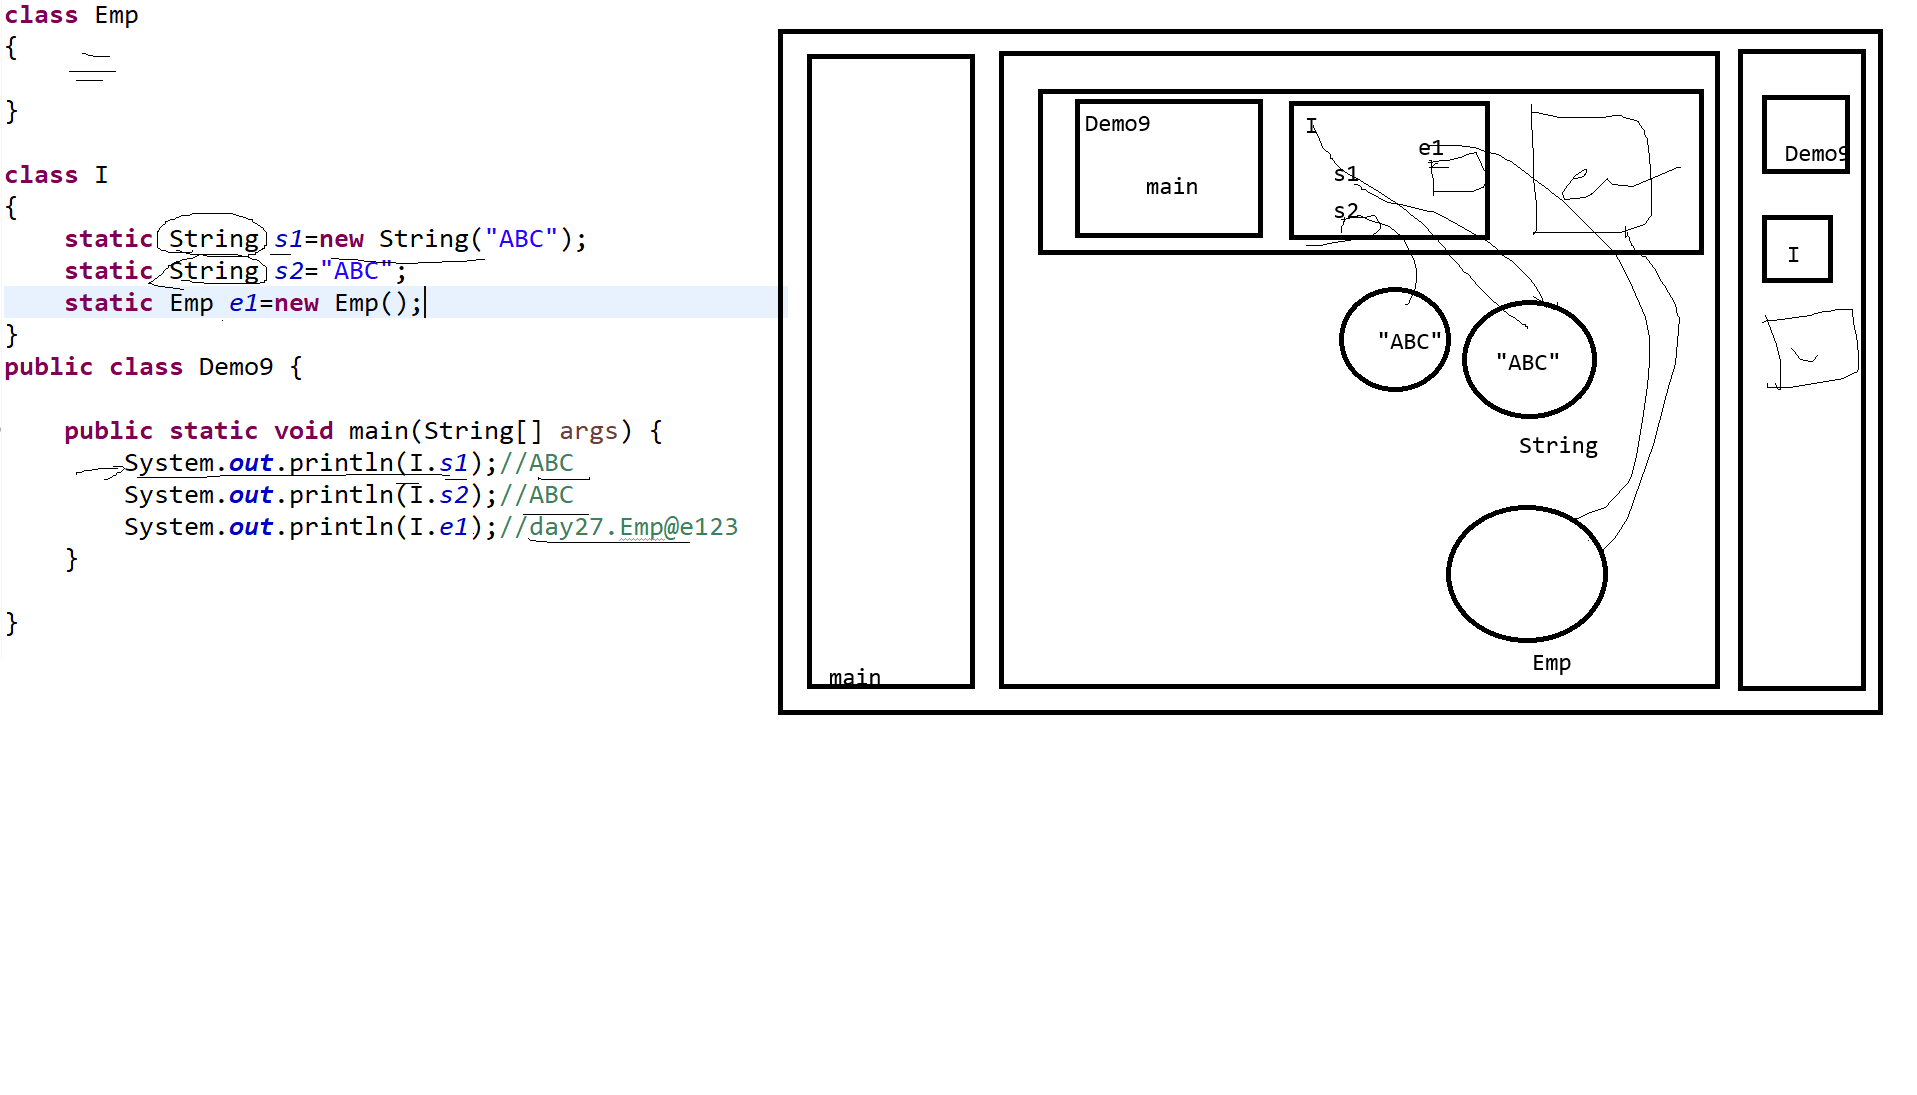 class Emp
{
}
class I
{
    static String s1=new String("ABC");
    static String s2="ABC";
    static Emp e1=new Emp();
}
public class Demo9 {
    public static void main(String[] args) {
        System.out.println(I.s1);//ABC
        System.out.println(I.s2);//ABC
        System.out.println(I.e1);//day27.Emp@e123
    }
}
main
Demo9
main
I
e1
s1
s2
"ABC"
"ABC"
String
Emp
Demo9
I